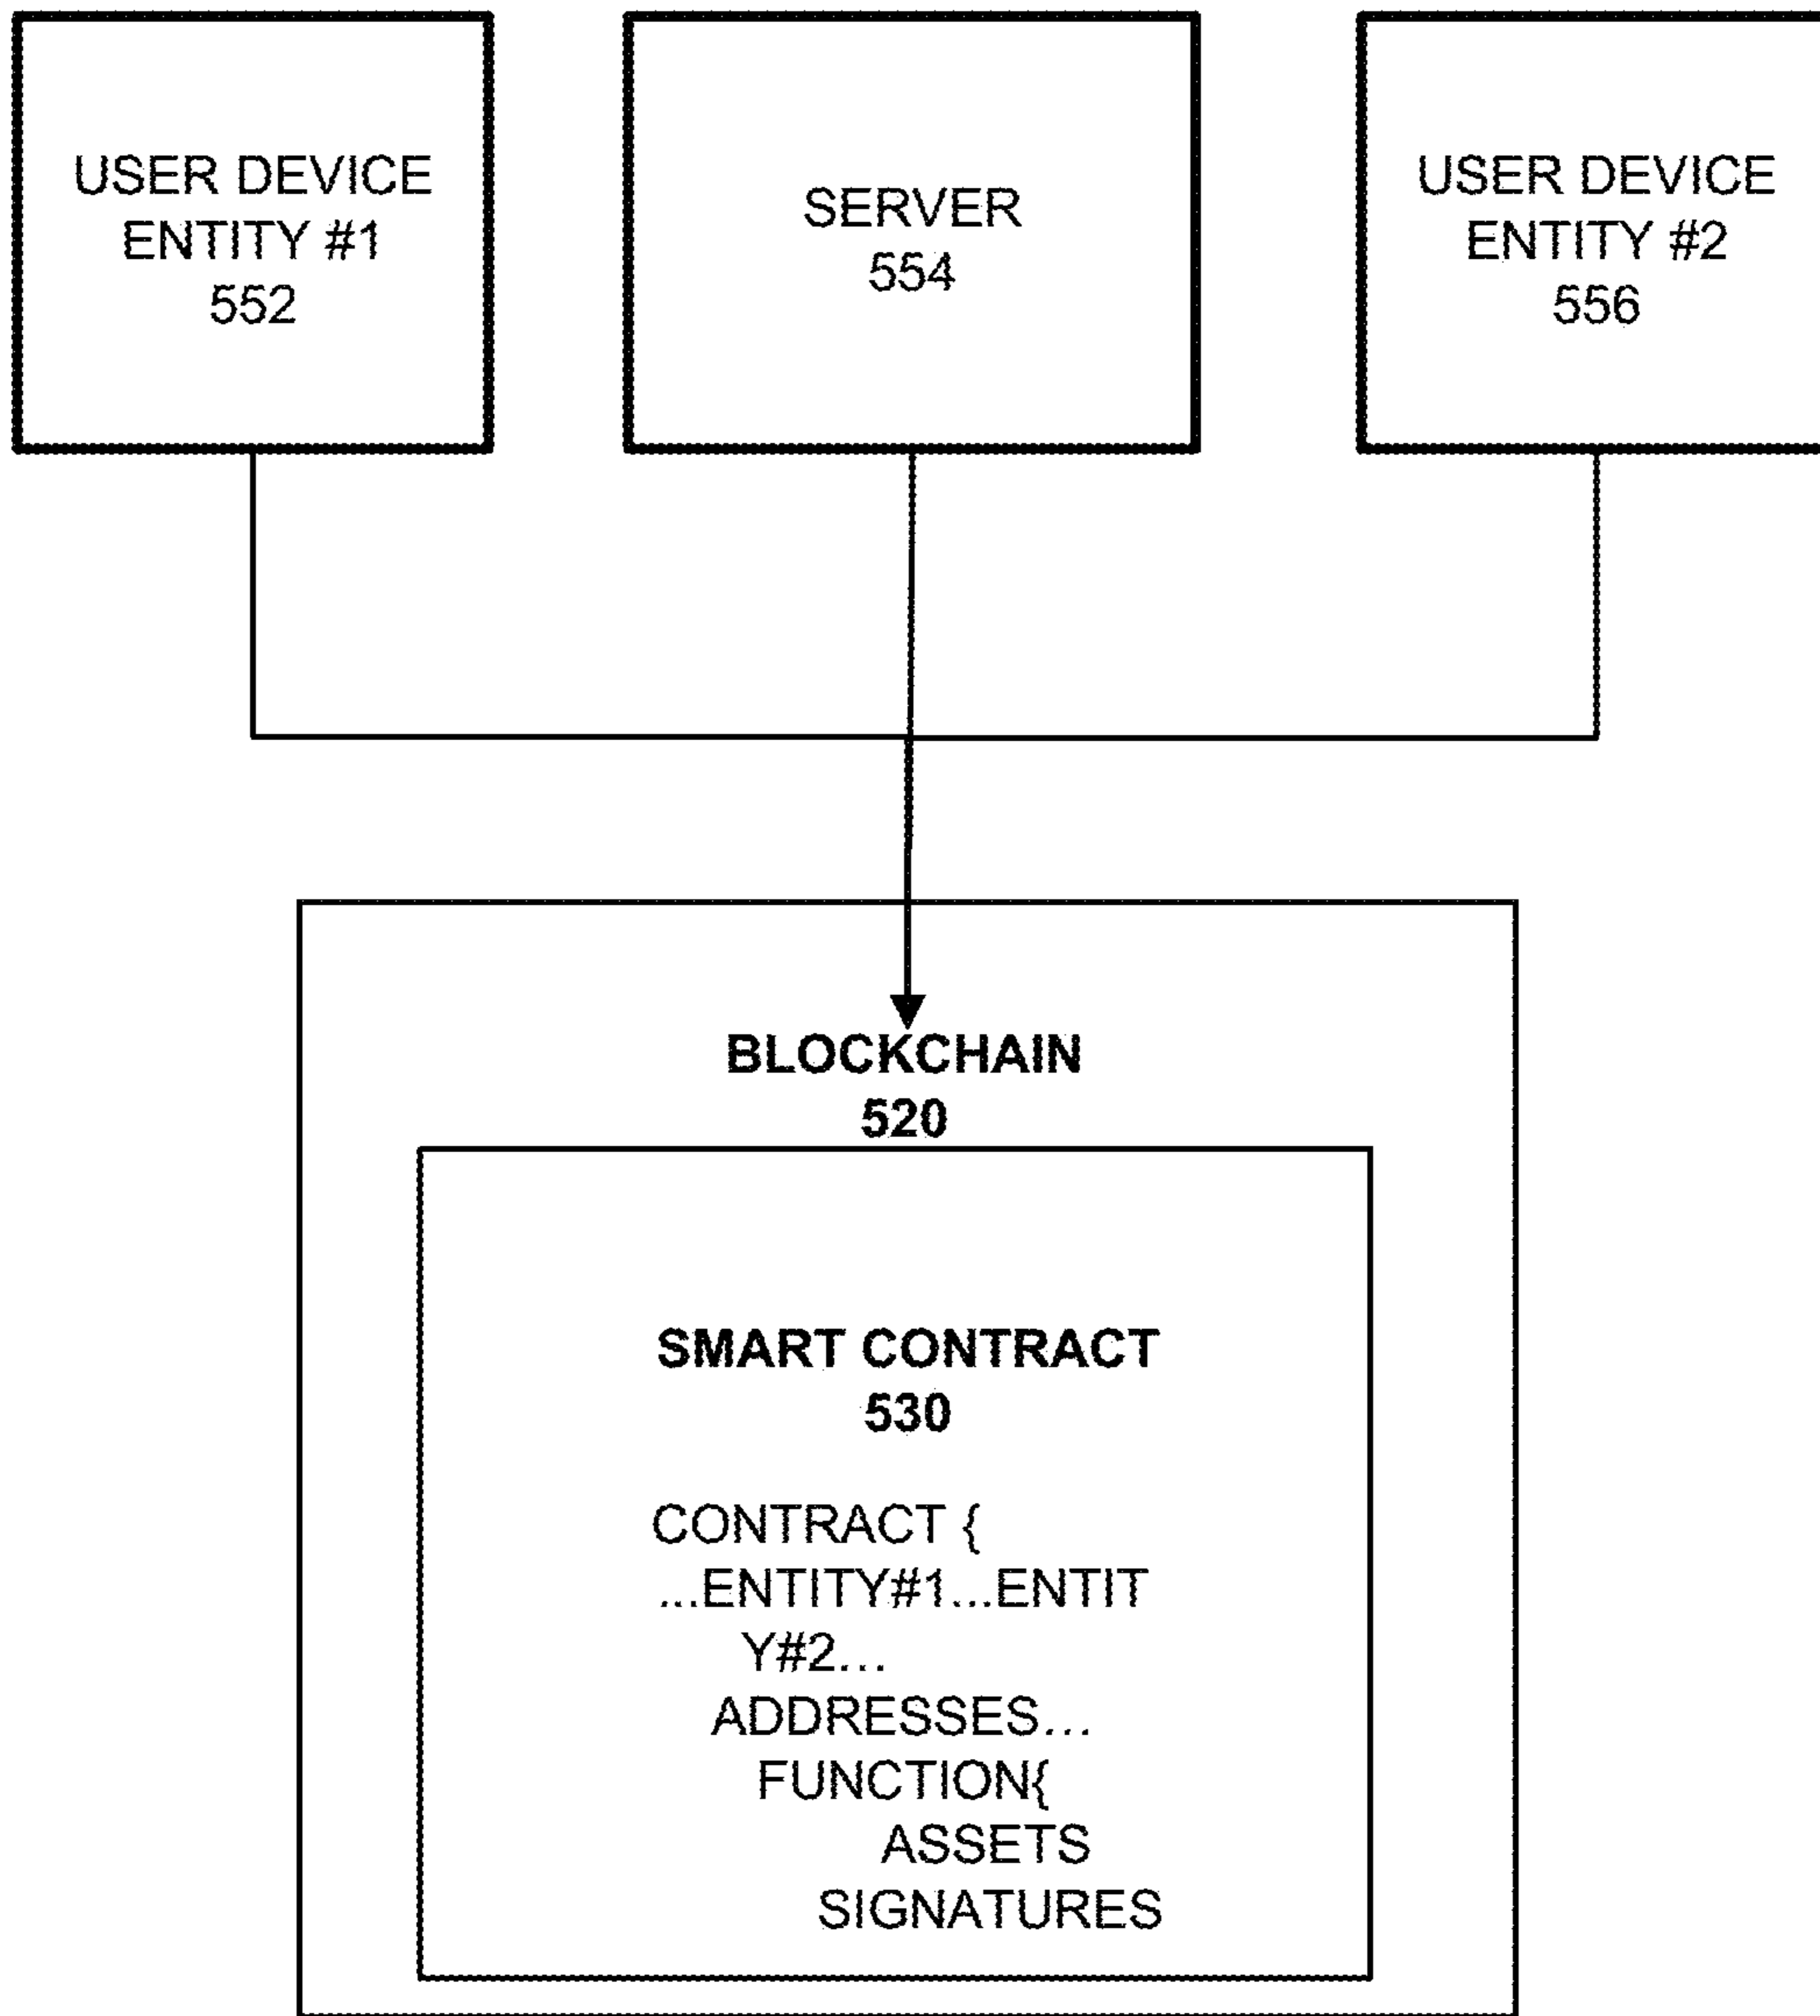 USER DEVICE
ENTITY #1
552
SERVER
554
USER DEVICE
ENTITY #2
556
BLOCKCHAIN
520
SMART CONTRACT
530
CONTRACT {
...ENTITY#1...ENTIT
Y#2...
ADDRESSES...
FUNCTION{
ASSETS
SIGNATURES